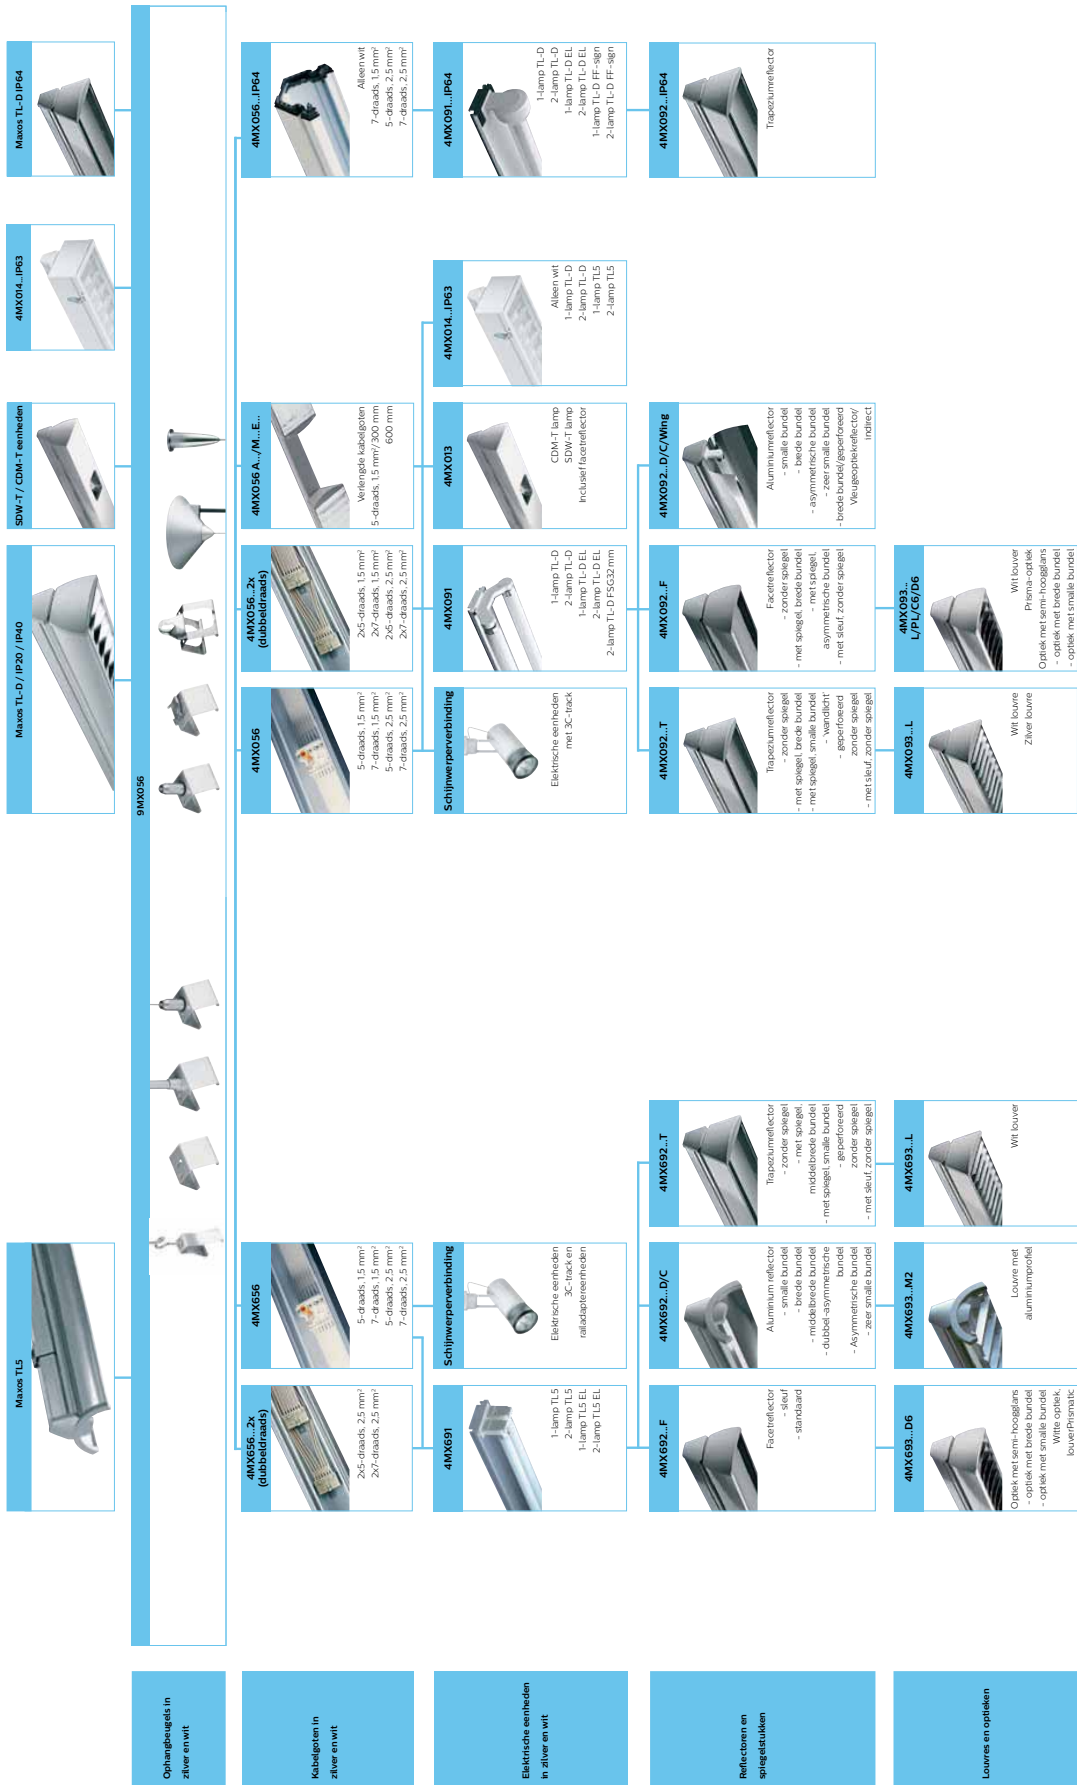 Maxos TL5
Maxos TL-D / IP20 / IP40
SDW-T / CDM-T eenheden
4MX014...IP63
Maxos TL-D IP64
Ophangbeugels in
zilver en wit
9MX056
Kabelgoten in
zilver en wit
4MX656...2x
(dubbeldraads)
2x5-draads, 2,5 mm²
2x7-draads, 2,5 mm²
4MX656
5-draads, 1,5 mm²
7-draads, 1,5 mm²
5-draads, 2,5 mm²
7-draads, 2,5 mm²
4MX056
5-draads, 1,5 mm²
7-draads, 1,5 mm²
5-draads, 2,5 mm²
7-draads, 2,5 mm²
4MX056...2x
(dubbeldraads)
2x5-draads, 1,5 mm²
2x7-draads, 1,5 mm²
2x5-draads, 2,5 mm²
2x7-draads, 2,5 mm²
4MX056 A.../M...E...
Verlengde kabelgoten
5-draads, 1,5 mm²/300 mm
600 mm
4MX056...IP64
Alleen wit
7-draads, 1,5 mm²
5-draads, 2,5 mm²
7-draads, 2,5 mm²
Elektrische eenheden
in zilver en wit
4MX691
1-lamp TL5
2-lamp TL5
1-lamp TL5 EL
2-lamp TL5 EL
Schijnwerperverbinding
Elektrische eenheden
3C-track en
railadaptereenheden
Schijnwerperverbinding
Elektrische eenheden
met 3C-track
4MX091
1-lamp TL-D
2-lamp TL-D
1-lamp TL-D EL
2-lamp TL-D EL
2-lamp TL-D FSG32 mm
4MX013
CDM-T lamp
SDW-T lamp
Inclusief facetreflector
4MX014...IP63
Alleen wit
1-lamp TL-D
2-lamp TL-D
1-lamp TL5
2-lamp TL5
4MX091...IP64
1-lamp TL-D
2-lamp TL-D
1-lamp TL-D EL
2-lamp TL-D EL
1-lamp TL-D FF-sign
2-lamp TL-D FF-sign
Reflectoren en
spiegelstukken
4MX692...F
Facetreflector
- sleuf
- standaard
4MX692...D/C
Aluminium reflector
- smalle bundel
- brede bundel
- middelbrede bundel
- dubbel-asymmetrische
bundel
- Asymmetrische bundel
- zeer smalle bundel
4MX692...T
Trapeziumreflector
- zonder spiegel
- met spiegel,
middelbrede bundel
- met spiegel, smalle bundel
- geperforeerd
zonder spiegel
- met sleuf, zonder spiegel
4MX092...T
Trapeziumreflector
- zonder spiegel
- met spiegel, brede bundel
- met spiegel, smalle bundel
- wandlicht'
- geperforeerd
zonder spiegel
- met sleuf, zonder spiegel
4MX092...F
Facetreflector
- zonder spiegel
- met spiegel, brede bundel
- met spiegel,
asymmetrische bundel
- met sleuf, zonder spiegel
4MX092...D/C/Wing
Aluminiumreflector
- smalle bundel
- brede bundel
- asymmetrische bundel
- zeer smalle bundel
- brede bundel/geperforeerd
Vleugeoptiekreflector/
Indirect
4MX092...IP64
Trapeziumreflector
Louvres en optieken
4MX693...D6
Optiek met semi-hoogglans
- optiek met brede bundel
- optiek met smalle bundel
Witte optiek,
louverPrismatic
4MX693...M2
Louvre met
aluminiumprofiel
4MX693...L
Wit louver
4MX093...L
Wit louvre
Zilver louvre
4MX093...
L/PL/C6/D6
Wit louver
Prisma-optiek
Optiek met semi-hoogglans
- optiek met brede bundel
- optiek met smalle bundel